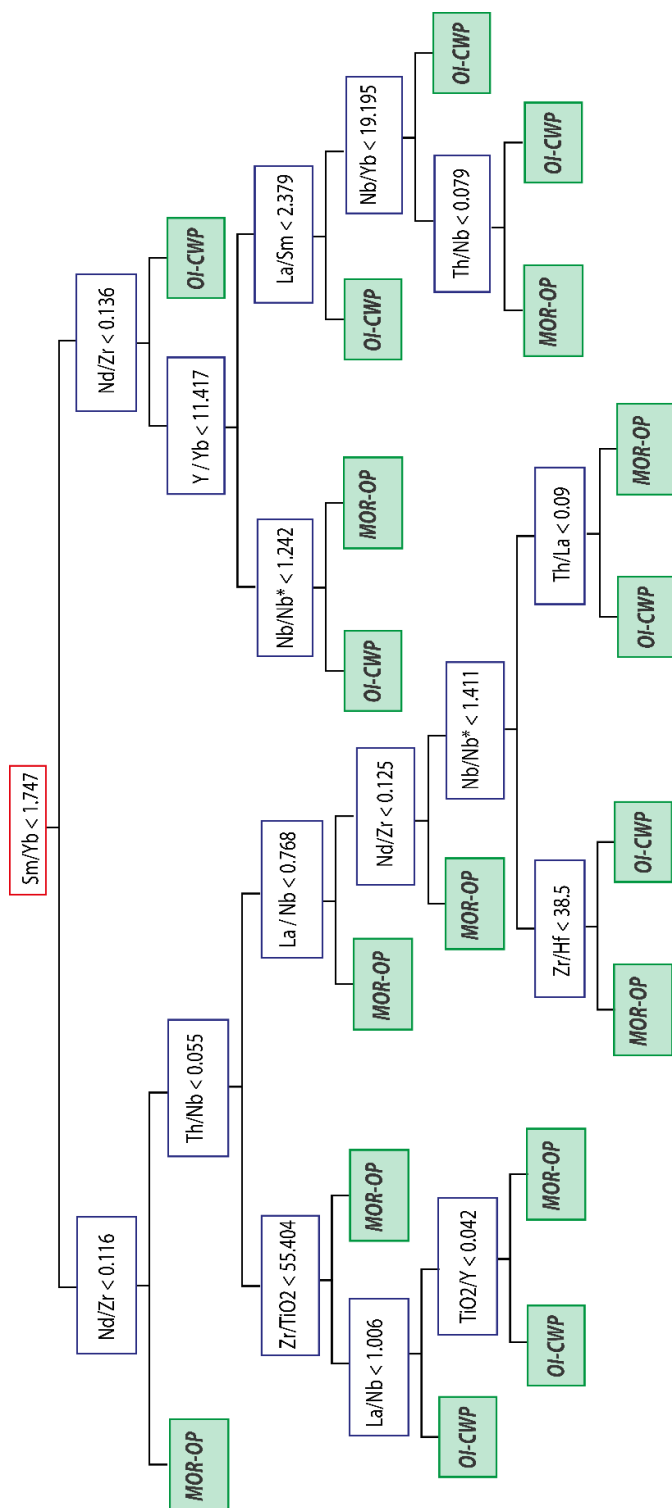 Sm/Yb < 1.747
Nd/Zr < 0.116
Nd/Zr < 0.136
MOR-OP
Th/Nb < 0.055
Y / Yb < 11.417
OI-CWP
Zr/TiO2 < 55.404
La / Nb < 0.768
Nb/Nb* < 1.242
La/Sm < 2.379
La/Nb < 1.006
MOR-OP
MOR-OP
Nd/Zr < 0.125
OI-CWP
MOR-OP
OI-CWP
Nb/Yb < 19.195
OI-CWP
TiO2/Y < 0.042
MOR-OP
Nb/Nb* < 1.411
Th/Nb < 0.079
OI-CWP
OI-CWP
MOR-OP
Zr/Hf < 38.5
Th/La < 0.09
MOR-OP
OI-CWP
MOR-OP
OI-CWP
OI-CWP
MOR-OP